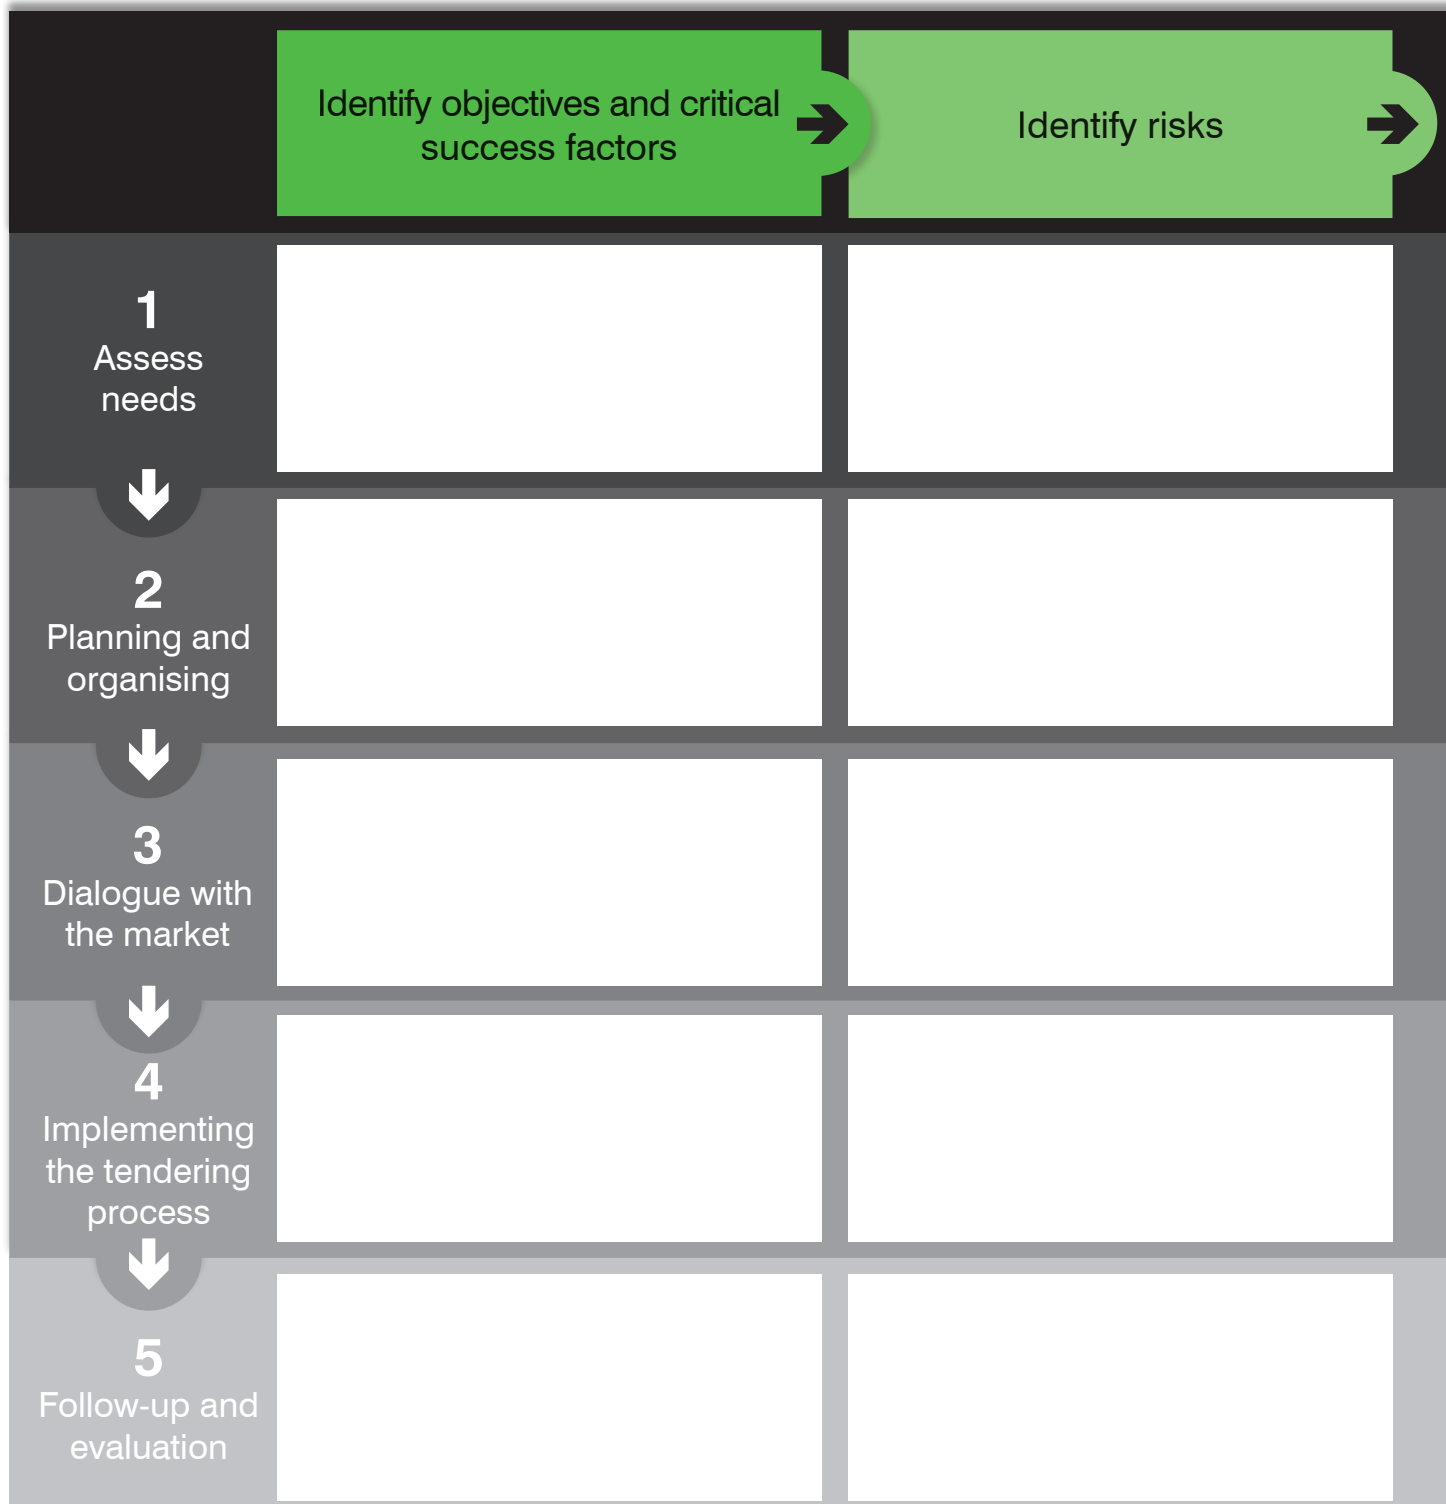 Identify objectives and critical
success factors
Identify risks
1
Assess
needs
2
Planning and
organising
3
Dialogue with
the market
4
Implementing
the tendering
process
5
Follow-up and
evaluation